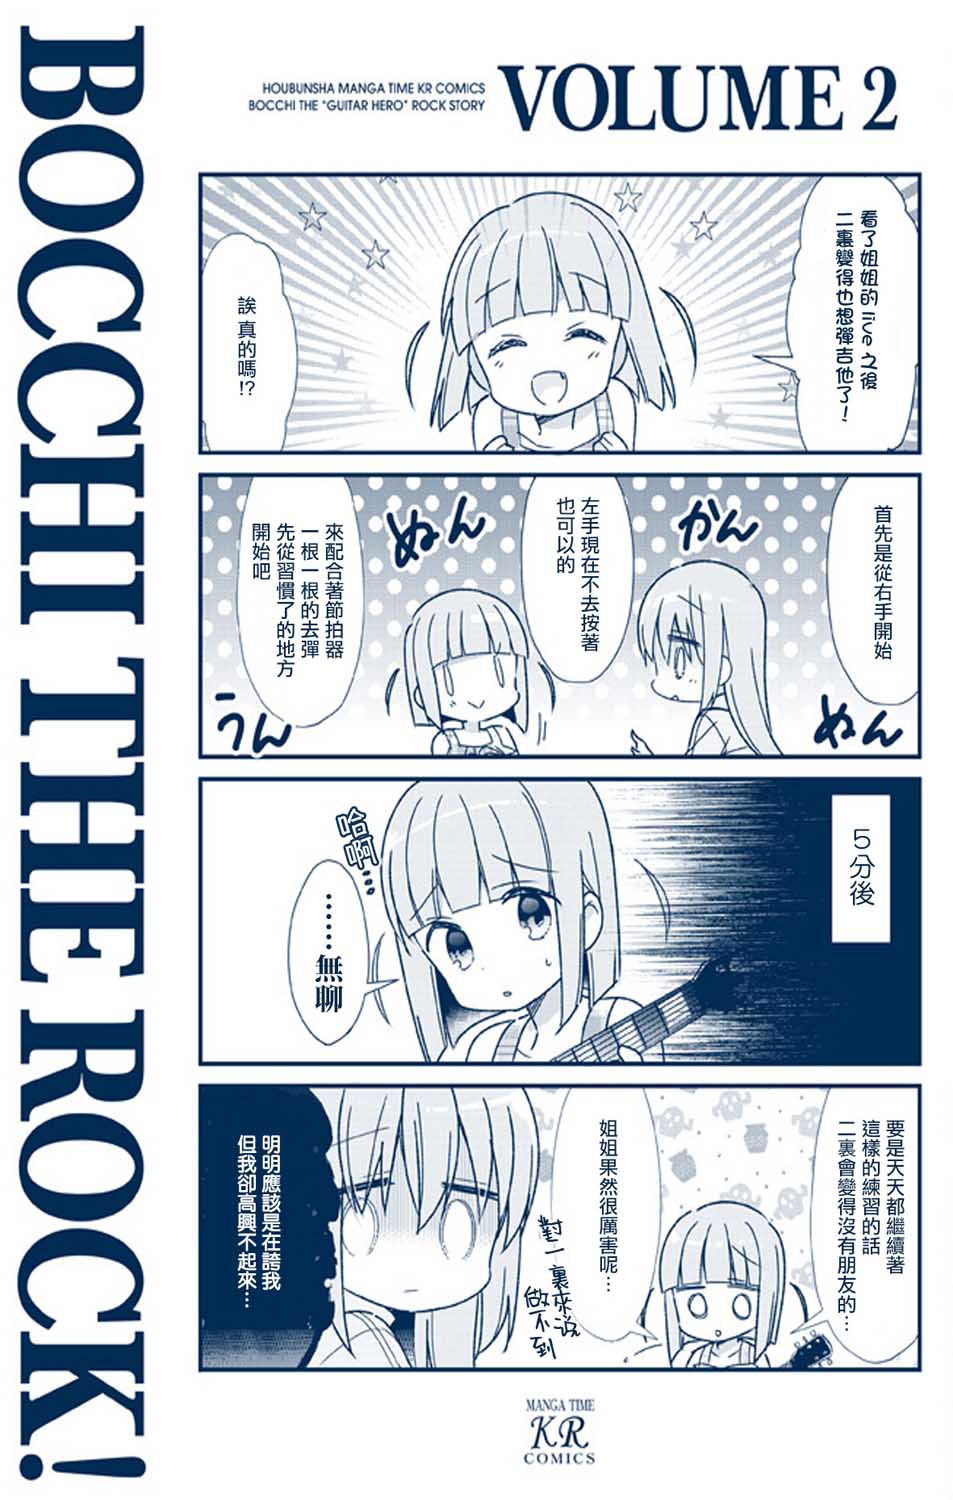 BOCCHI THE ROCK!
HOUBUNSHA MANGA TIME KR COMICS
BOCCHI THE "GUITAR HERO" ROCK STORY
VOLUME 2
看了姐姐的live之後
二裏變得也想彈吉他了！
誒 真的嗎!?
首先是從右手開始
かん
ぬん
左手現在不去按著
也可以的
ぬん
來配合著節拍器
一根一根的去彈
先從習慣了的地方
開始吧
うん
5分後
哈啊…
……無聊
要是天天都繼續著
這樣的練習的話
二裏會變得沒有朋友的…
姐姐果然很厲害呢…
對一裏來說
做不到
明明應該是在誇我
但我卻高興不起來…
MANGA TIME
KR
COMICS